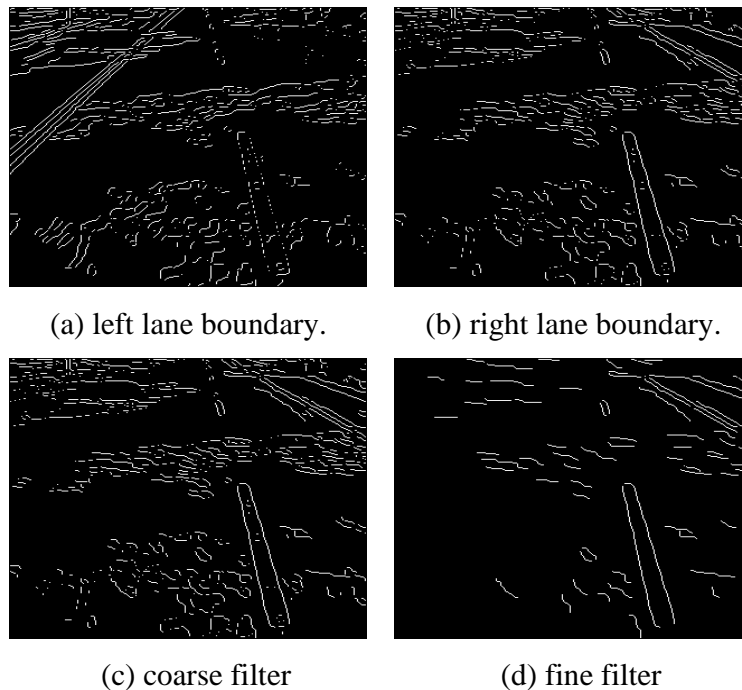 (a) left lane boundary.
(b) right lane boundary.
(c) coarse filter
(d) fine filter